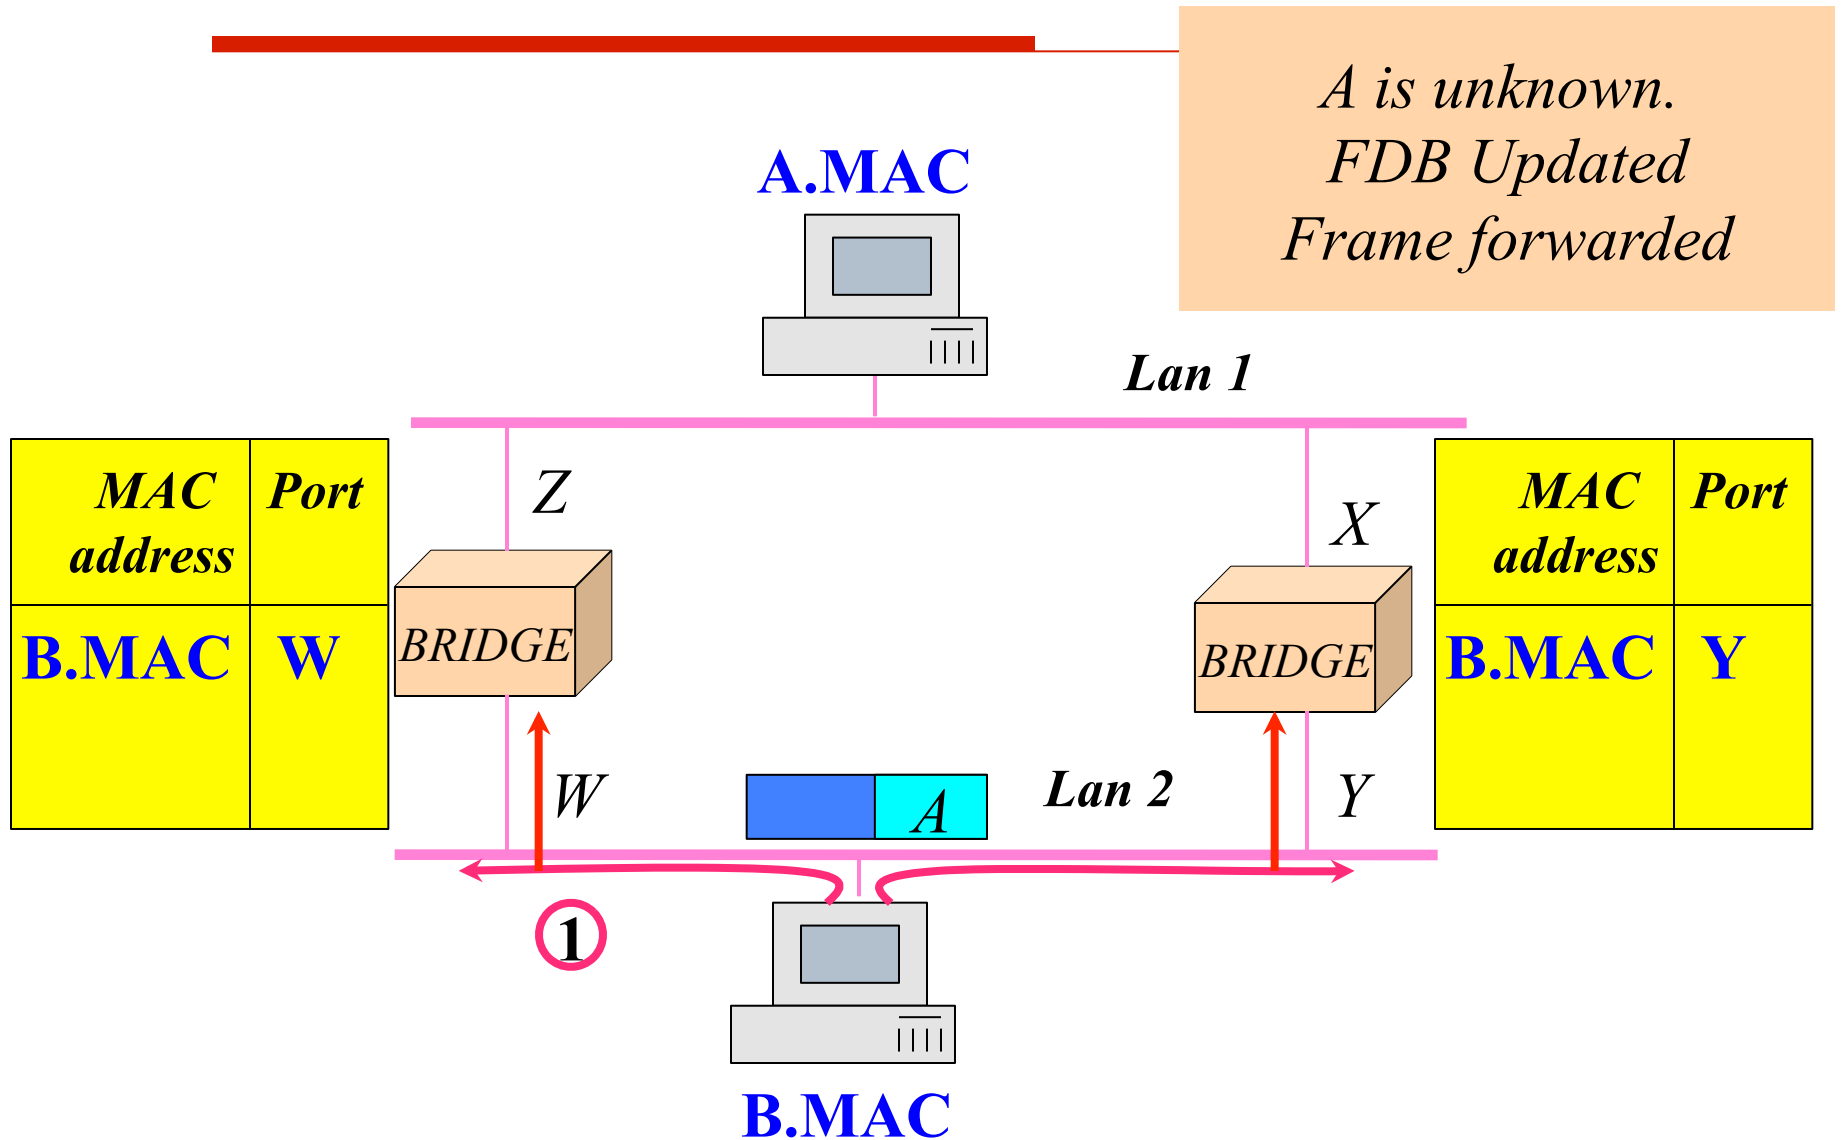 A is unknown.
FDB Updated
Frame forwarded
A.MAC
Lan 1
MAC address
Port
B.MAC
W
Z
BRIDGE
W
X
BRIDGE
Y
MAC address
Port
B.MAC
Y
A
Lan 2
1
B.MAC